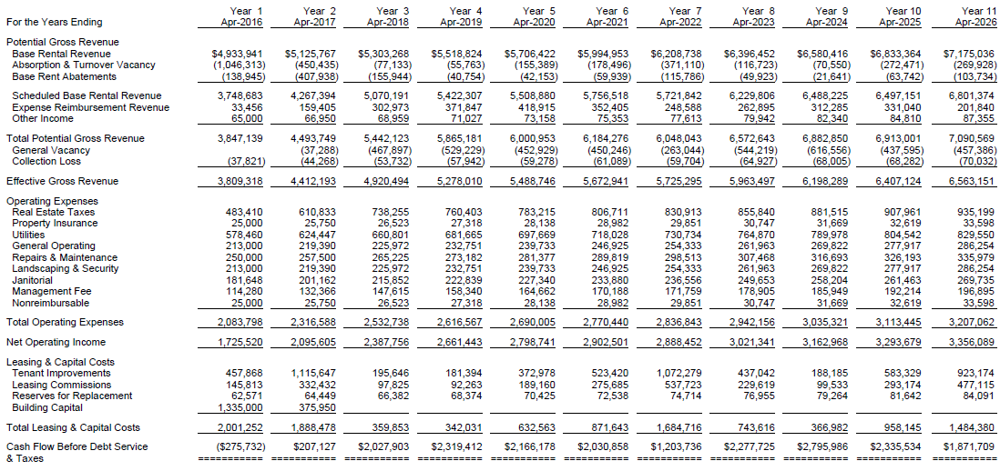 Year 1 Year 2 Year 3 Year 4 Year 5 Year 6 Year 7 Year 8 Year 9 Year 10 Year 11
For the Years Ending Apr-2016 Apr-2017 Apr-2018 Apr-2019 Apr-2020 Apr-2021 Apr-2022 Apr-2023 Apr-2024 Apr-2025 Apr-2026
Potential Gross Revenue
Base Rental Revenue $4,933,941 $5,125,767 $5,303,268 $5,518,824 $5,706,422 $5,994,953 $6,208,738 $6,396,452 $6,580,416 $6,833,364 $7,175,036
Absorption & Turnover Vacancy (1,046,313) (450,435) (77,133) (55,763) (155,389) (178,496) (371,110) (116,723) (70,550) (272,471) (269,928)
Base Rent Abatements (138,945) (407,938) (155,944) (40,754) (42,153) (59,939) (115,786) (49,923) (21,641) (63,742) (103,734)
Scheduled Base Rental Revenue 3,748,683 4,267,394 5,070,191 5,422,307 5,508,880 5,756,518 5,721,842 6,229,806 6,488,225 6,497,151 6,801,374
Expense Reimbursement Revenue 33,456 159,405 302,973 371,847 418,915 352,405 248,588 262,895 312,285 331,040 201,840
Other Income 65,000 66,950 68,959 71,027 73,158 75,353 77,613 79,942 82,340 84,810 87,355
Total Potential Gross Revenue 3,847,139 4,493,749 5,442,123 5,865,181 6,000,953 6,184,276 6,048,043 6,572,643 6,882,850 6,913,001 7,090,569
General Vacancy (37,288) (467,897) (529,229) (452,929) (450,246) (263,044) (544,219) (616,556) (437,595) (457,386)
Collection Loss (37,821) (44,268) (53,732) (57,942) (59,278) (61,089) (59,704) (64,927) (68,005) (68,282) (70,032)
Effective Gross Revenue 3,809,318 4,412,193 4,920,494 5,278,010 5,488,746 5,672,941 5,725,295 5,963,497 6,198,289 6,407,124 6,563,151
Operating Expenses
Real Estate Taxes 483,410 610,833 738,255 760,403 783,215 806,711 830,913 855,840 881,515 907,961 935,199
Property Insurance 25,000 25,750 26,523 27,318 28,138 28,982 29,851 30,747 31,669 32,619 33,598
Utilities 578,460 624,447 660,801 681,665 697,669 718,028 730,734 764,870 789,978 804,542 829,550
General Operating 213,000 219,390 225,972 232,751 239,733 246,925 254,333 261,963 269,822 277,917 286,254
Repairs & Maintenance 250,000 257,500 265,225 273,182 281,377 289,819 298,513 307,468 316,693 326,193 335,979
Landscaping & Security 213,000 219,390 225,972 232,751 239,733 246,925 254,333 261,963 269,822 277,917 286,254
Janitorial 181,648 201,162 215,852 222,839 227,340 233,880 236,556 249,653 258,204 261,463 269,735
Management Fee 114,280 132,366 147,615 158,340 164,662 170,188 171,759 178,905 185,949 192,214 196,895
Nonreimbursable 25,000 25,750 26,523 27,318 28,138 28,982 29,851 30,747 31,669 32,619 33,598
Total Operating Expenses 2,083,798 2,316,588 2,532,738 2,616,567 2,690,005 2,770,440 2,836,843 2,942,156 3,035,321 3,113,445 3,207,062
Net Operating Income 1,725,520 2,095,605 2,387,756 2,661,443 2,798,741 2,902,501 2,888,452 3,021,341 3,162,968 3,293,679 3,356,089
Leasing & Capital Costs
Tenant Improvements 457,868 1,115,647 195,646 181,394 372,978 523,420 1,072,279 437,042 188,185 583,329 923,174
Leasing Commissions 145,813 332,432 97,825 92,263 189,160 275,685 537,723 229,619 99,533 293,174 477,115
Reserves for Replacement 62,571 64,449 66,382 68,374 70,425 72,538 74,714 76,955 79,264 81,642 84,091
Building Capital 1,335,000 375,950
Total Leasing & Capital Costs 2,001,252 1,888,478 359,853 342,031 632,563 871,643 1,684,716 743,616 366,982 958,145 1,484,380
Cash Flow Before Debt Service ($275,732) $207,127 $2,027,903 $2,319,412 $2,166,178 $2,030,858 $1,203,736 $2,277,725 $2,795,986 $2,335,534 $1,871,709
& Taxes =========== =========== =========== =========== =========== =========== =========== =========== =========== =========== ===========